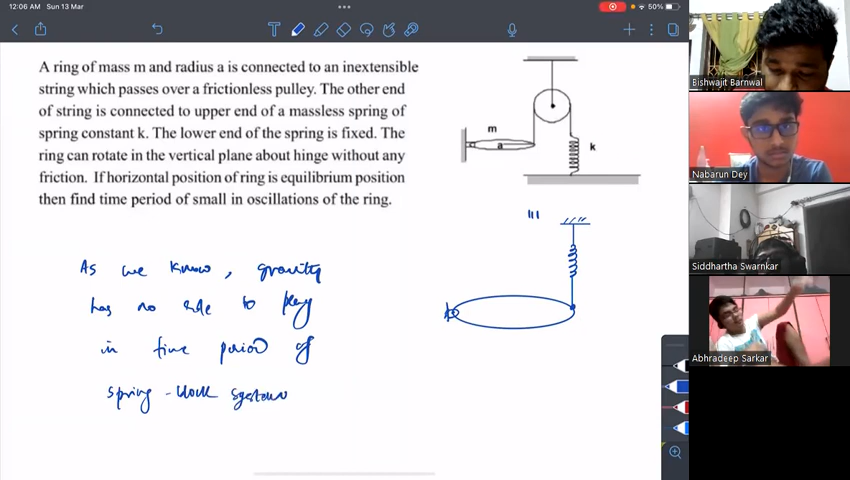 12:06 AM Sun 13 Mar
50%
A ring of mass m and radius a is connected to an inextensible
string which passes over a frictionless pulley. The other end
of string is connected to upper end of a massless spring of
spring constant k. The lower end of the spring is fixed. The
ring can rotate in the vertical plane about hinge without any
friction. If horizontal position of ring is equilibrium position
then find time period of small in oscillations of the ring.
m
a
k
As we know, gravity
has no role to play
in time period of
spring-block system
Bishwajit Barnwal
Nabarun Dey
Siddhartha Swarnkar
Abhradeep Sarkar